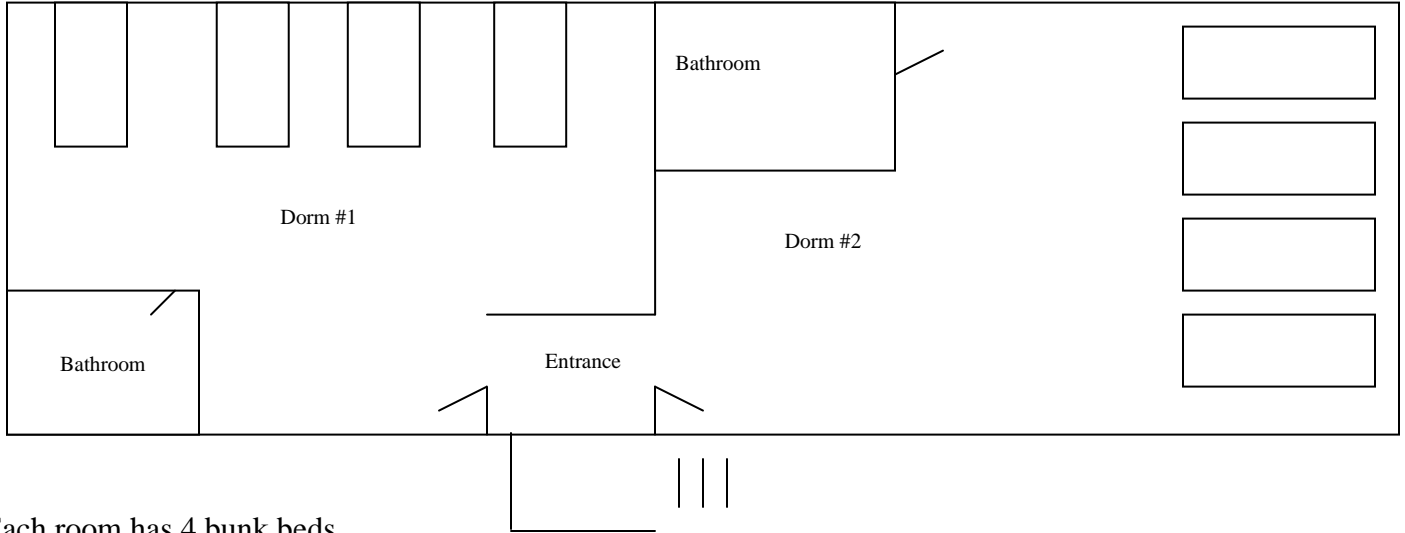 Bathroom
Dorm #1
Dorm #2
Bathroom
Entrance
Each room has 4 bunk beds